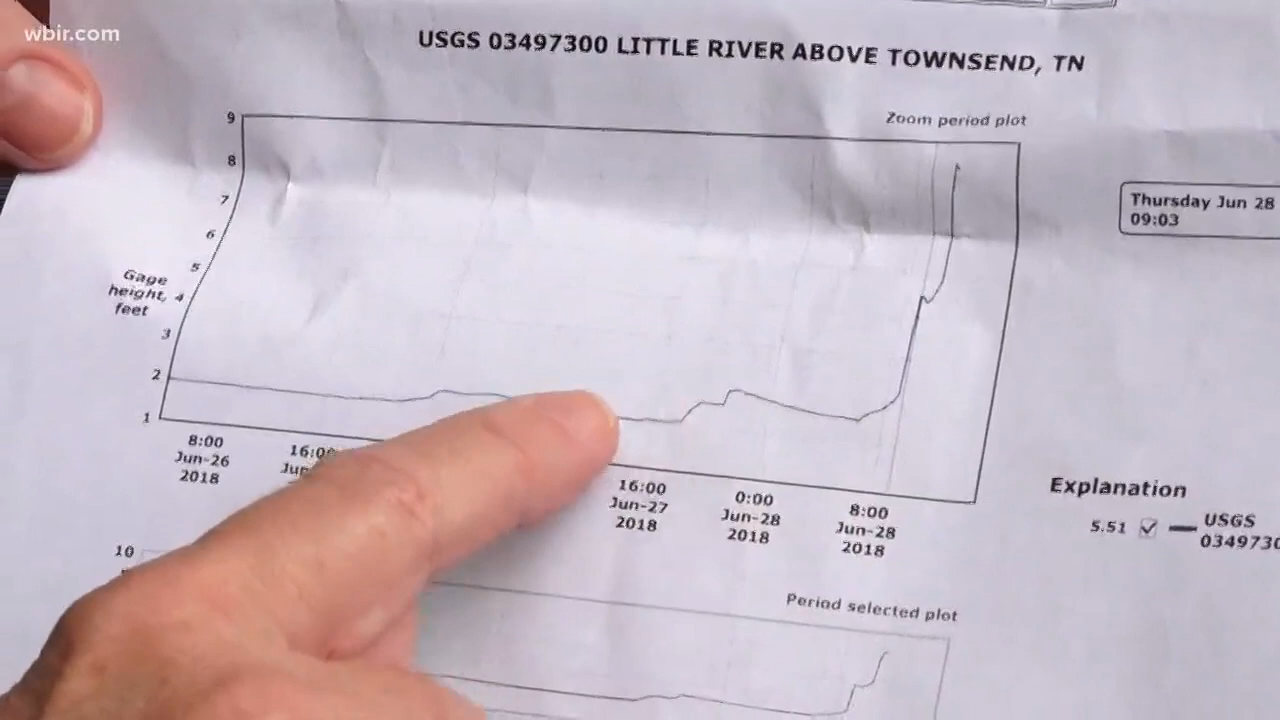 wbir.com
USGS 03497300 LITTLE RIVER ABOVE TOWNSEND, TN
Zoom period plot
9
8
7
6
5
4
3
2
1
Gage
height,
feet
Thursday Jun 28
09:03
8:00
Jun-26
2018
16:00
16:00
Jun-27
2018
0:00
Jun-28
2018
8:00
Jun-28
2018
Explanation
5.51
USGS
0349730
10
Period selected plot